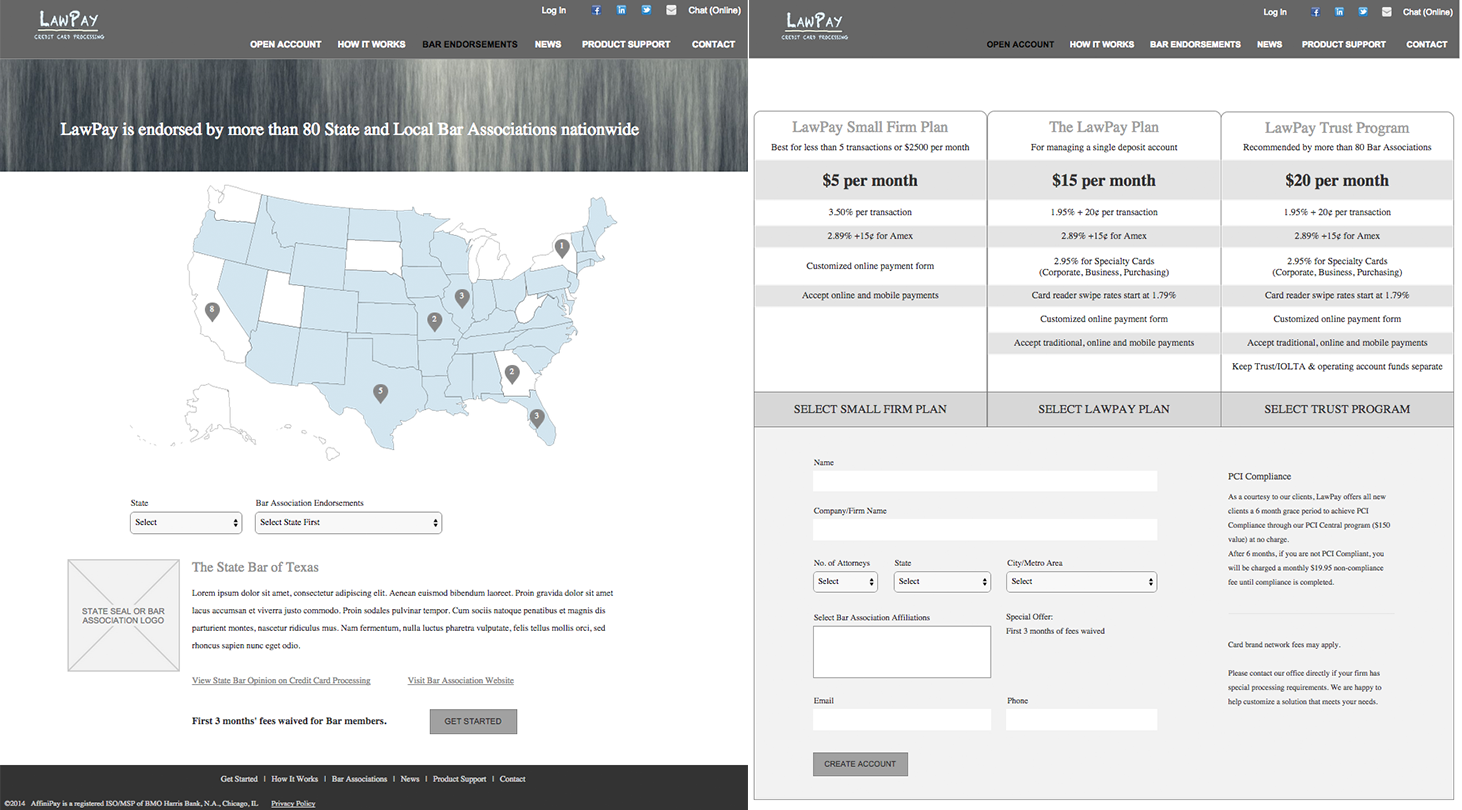 LAWPAY
CREDIT CARD PROCESSING
Log In
Chat (Online)
OPEN ACCOUNT HOW IT WORKS BAR ENDORSEMENTS NEWS PRODUCT SUPPORT CONTACT
LawPay is endorsed by more than 80 State and Local Bar Associations nationwide
1
8
3
2
2
5
3
State
Bar Association Endorsements
Select
Select State First
STATE SEAL OR BAR
ASSOCIATION LOGO
The State Bar of Texas
Lorem ipsum dolor sit amet, consectetur adipiscing elit. Aenean euismod bibendum laoreet. Proin gravida dolor sit amet
lacus accumsan et viverra justo commodo. Proin sodales pulvinar tempor. Cum sociis natoque penatibus et magnis dis
parturient montes, nascetur ridiculus mus. Nam fermentum, nulla luctus pharetra vulputate, felis tellus mollis orci, sed
rhoncus sapien nunc eget odio.
View State Bar Opinion on Credit Card Processing
Visit Bar Association Website
First 3 months' fees waived for Bar members.
GET STARTED
Get Started | How It Works | Bar Associations | News | Product Support | Contact
©2014 AffiniPay is a registered ISO/MSP of BMO Harris Bank, N.A., Chicago, IL Privacy Policy
LAWPAY
CREDIT CARD PROCESSING
Log In
Chat (Online)
OPEN ACCOUNT HOW IT WORKS BAR ENDORSEMENTS NEWS PRODUCT SUPPORT CONTACT
LawPay Small Firm Plan
Best for less than 5 transactions or $2500 per month
$5 per month
3.50% per transaction
2.89% +15¢ for Amex
Customized online payment form
Accept online and mobile payments
SELECT SMALL FIRM PLAN
The LawPay Plan
For managing a single deposit account
$15 per month
1.95% + 20¢ per transaction
2.89% +15¢ for Amex
2.95% for Specialty Cards
(Corporate, Business, Purchasing)
Card reader swipe rates start at 1.79%
Customized online payment form
Accept traditional, online and mobile payments
SELECT LAWPAY PLAN
LawPay Trust Program
Recommended by more than 80 Bar Associations
$20 per month
1.95% + 20¢ per transaction
2.89% +15¢ for Amex
2.95% for Specialty Cards
(Corporate, Business, Purchasing)
Card reader swipe rates start at 1.79%
Customized online payment form
Accept traditional, online and mobile payments
Keep Trust/IOLTA & operating account funds separate
SELECT TRUST PROGRAM
Name
Company/Firm Name
No. of Attorneys
State
City/Metro Area
Select
Select
Select
Select Bar Association Affiliations
Special Offer:
First 3 months of fees waived
Email
Phone
CREATE ACCOUNT
PCI Compliance
As a courtesy to our clients, LawPay offers all new
clients a 6 month grace period to achieve PCI
Compliance through our PCI Central program ($150
value) at no charge.
After 6 months, if you are not PCI Compliant, you
will be charged a monthly $19.95 non-compliance
fee until compliance is completed.
Card brand network fees may apply.
Please contact our office directly if your firm has
special processing requirements. We are happy to
help customize a solution that meets your needs.